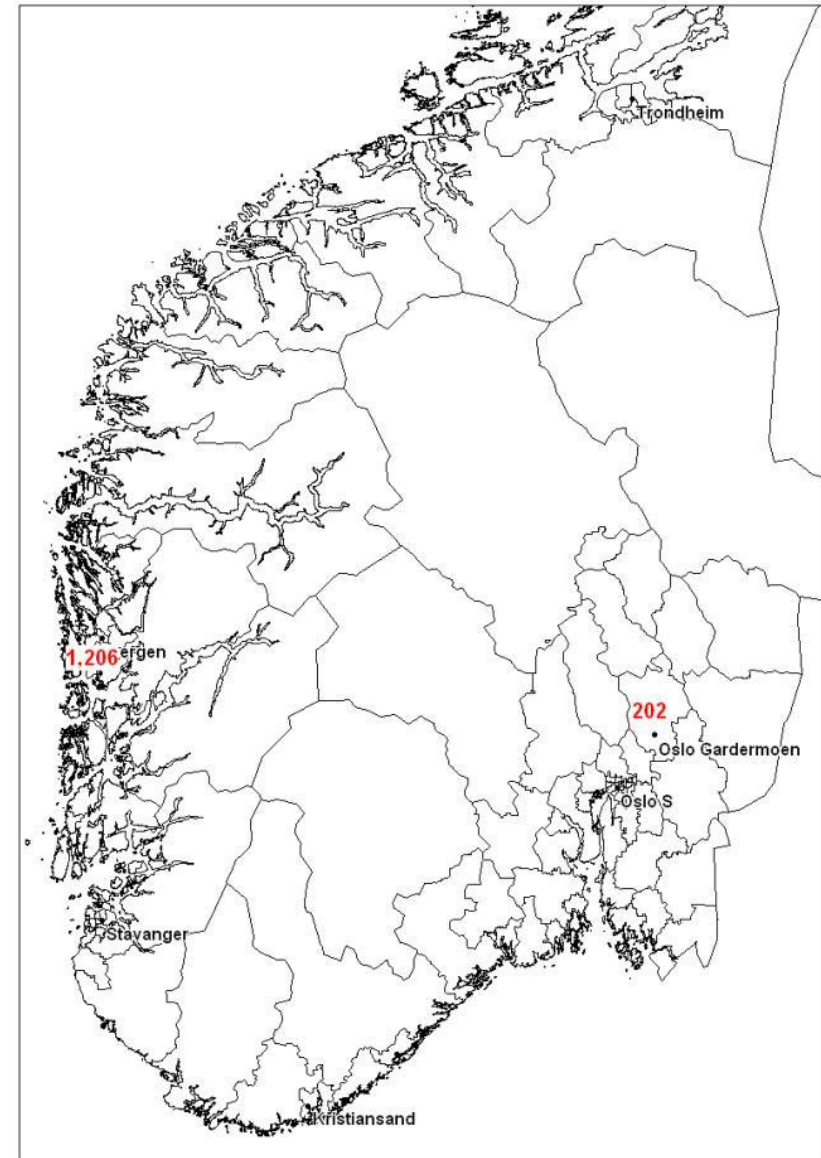 Trondheim
1.206
ergen
202
Oslo Gardermoen
Oslo S
Stavanger
Kristiansand